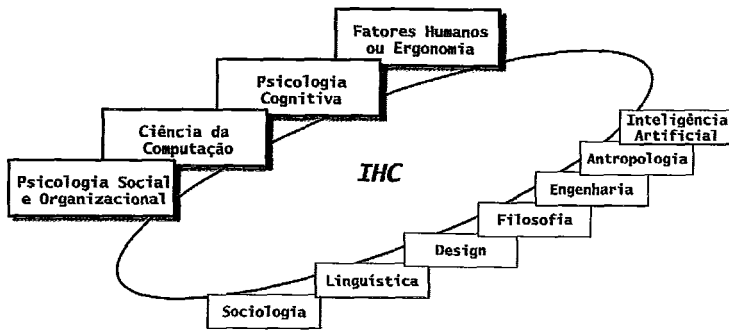 Fatores Humanos
ou Ergonomia
Psicologia
Cognitiva
Ciência da
Computação
Psicologia Social
e Organizacional
IHC
Inteligência
Artificial
Antropologia
Engenharia
Filosofia
Design
Linguística
Sociologia